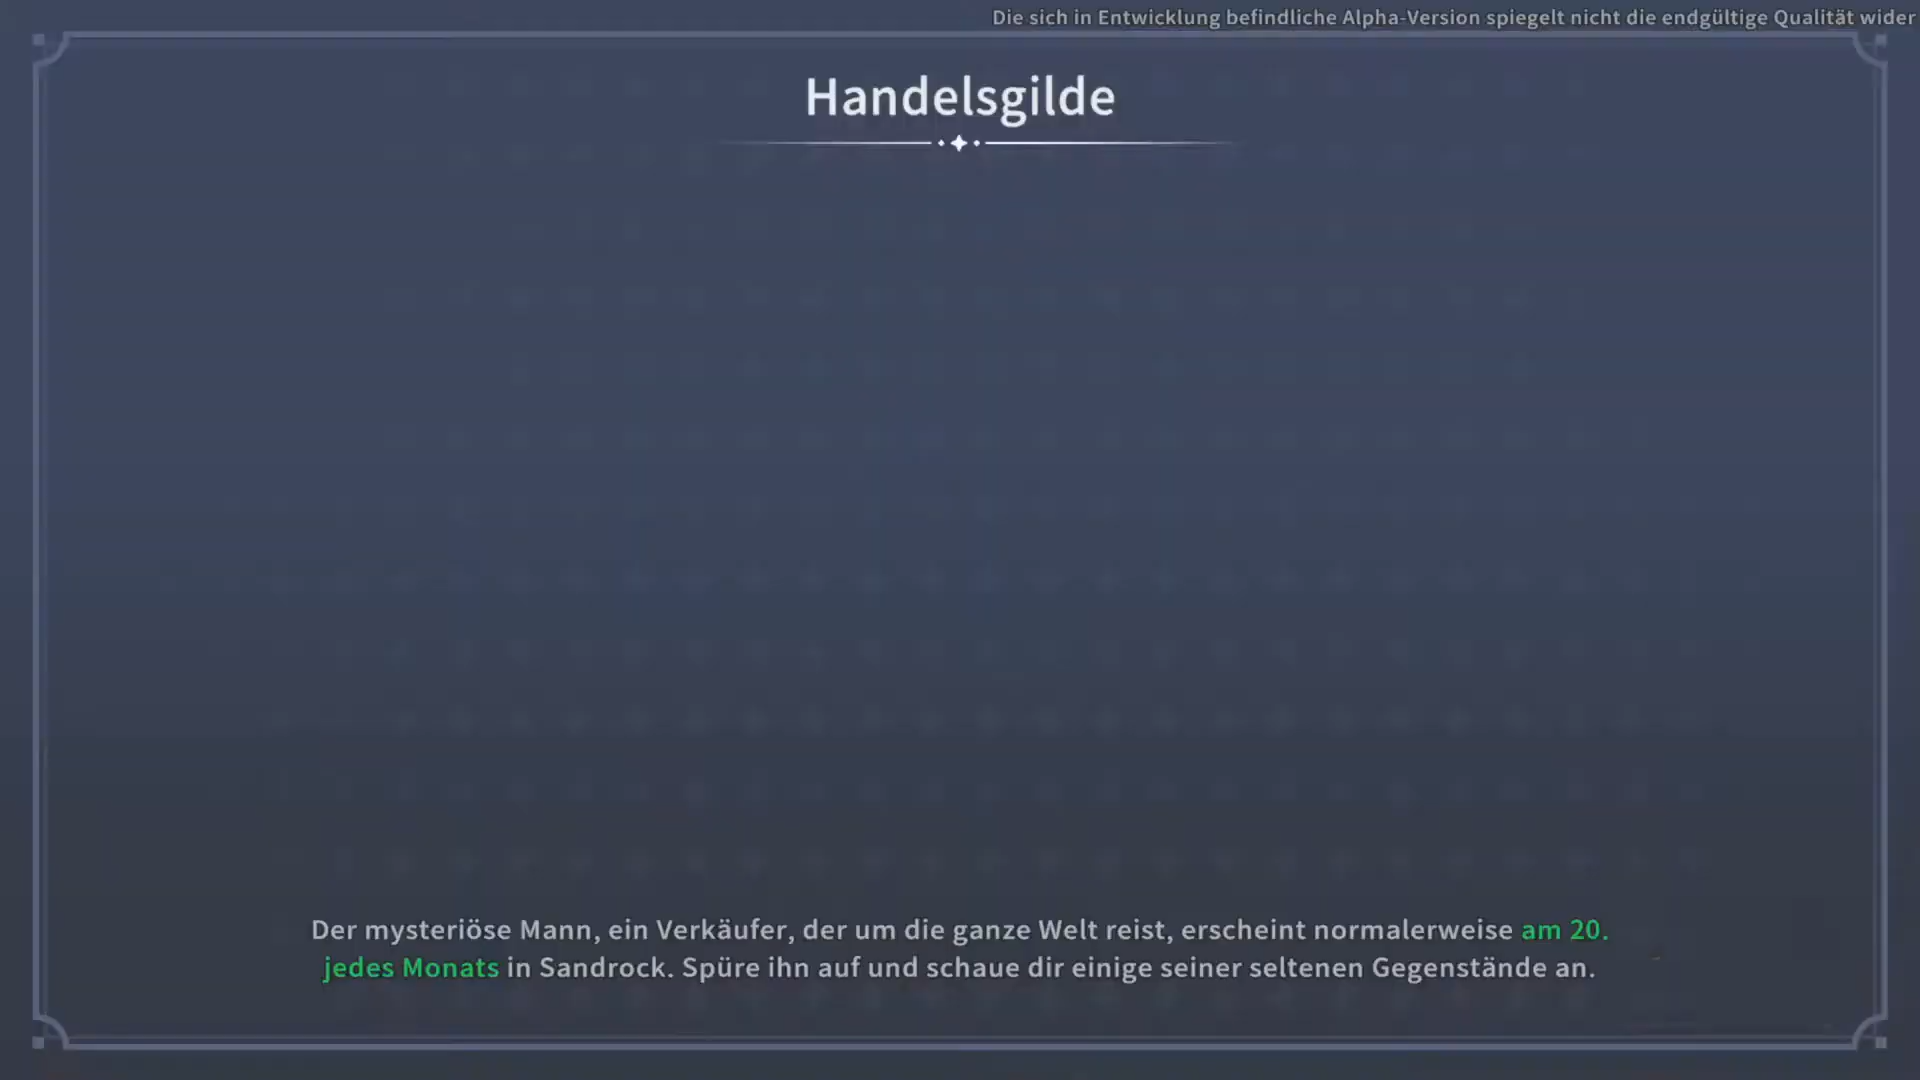 Die sich in Entwicklung befindliche Alpha-Version spiegelt nicht die endgültige Qualität wider
Handelsgilde
Der mysteriöse Mann, ein Verkäufer, der um die ganze Welt reist, erscheint normalerweise am 20.
jedes Monats in Sandrock. Spüre ihn auf und schaue dir einige seiner seltenen Gegenstände an.